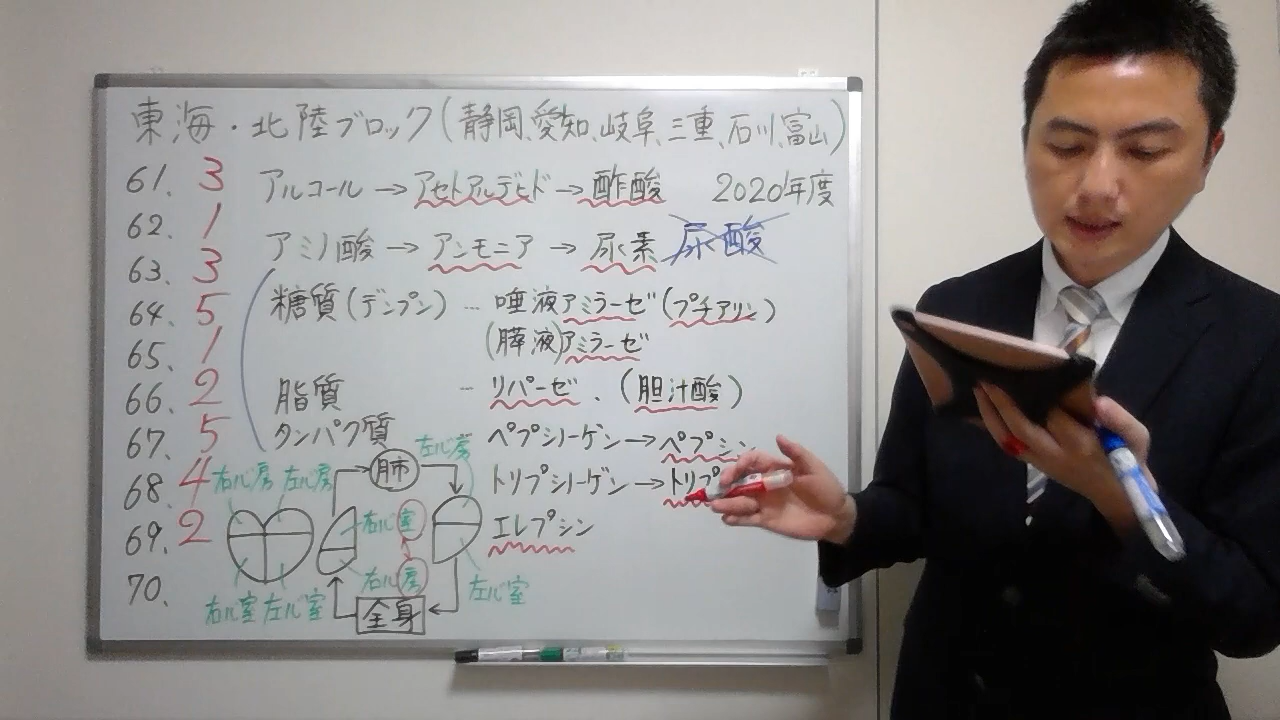 東海・北陸ブロック(静岡、愛知、岐阜、三重、石川、富山)
61. 3 アルコール→アセトアルデヒド→酢酸 2020年度
62. 1
アミノ酸→アンモニア→尿素 尿酸
63. 3
64. 5 糖質(デンプン)…唾液アミラーゼ(プチアリン)
65. 1 (膵液)アミラーゼ
66. 2 脂質 …リパーゼ、(胆汁酸)
67. 5 タンパク質 ペプシノーゲン→ペプシン
68. 4 トリプシノーゲン→トリプ
69. 2 エレプシン
70.
右心房 左心房
右心室 左心室
肺 左心房
右心室
右心房
左心室
全身